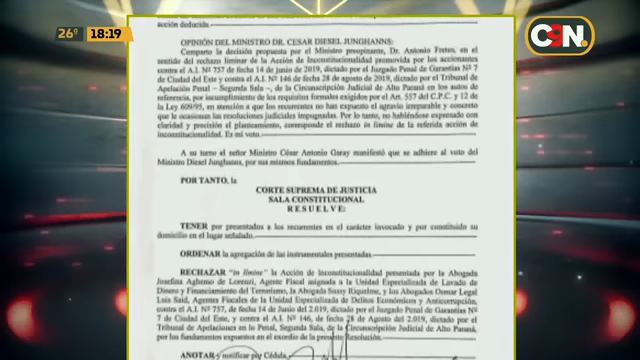 26°
18:19
C9N.
acción deducida.
OPINIÓN DEL MINISTRO DR. CESAR DIESEL JUNGHANNS:
Comparto la decisión propuesta por el Ministro preopinante, Dr. Antonio Fretes, en el
sentido del rechazo liminar de la Acción de Inconstitucionalidad promovida por los accionantes
contra el A.I. Nº 757 de fecha 14 de junio de 2019, dictado por el Juzgado Penal de Garantías Nº 7
de Ciudad del Este y contra el A.I. Nº 146 de fecha 28 de agosto de 2019, dictado por el Tribunal de
Apelación Penal – Segunda Sala –, de la Circunscripción Judicial de Alto Paraná en los autos de
referencia, por incumplimiento de los requisitos formales exigidos por el Art. 557 del C.P.C. y 12 de
la Ley 609/95, en atención a que los recurrentes no han expuesto el agravio irreparable y concreto
que le ocasionan las resoluciones judiciales impugnadas. Por lo tanto, no habiéndose expresado con
claridad y precisión el planteamiento, corresponde el rechazo in limine de la referida acción de
inconstitucionalidad. Es mi voto.
A su turno el señor Ministro César Antonio Garay manifestó que se adhiere al voto del
Ministro Diesel Junghanns, por sus mismos fundamentos.
POR TANTO, la
CORTE SUPREMA DE JUSTICIA
SALA CONSTITUCIONAL
RESUELVE:
TENER por presentados a los recurrentes en el carácter invocado y por constituido su
domicilio en el lugar señalado.
ORDENAR la agregación de las instrumentales presentadas.
RECHAZAR "in limine" la Acción de Inconstitucionalidad presentada por la Abogada
Josefina Aghemo de Lorenzi, Agente Fiscal asignada a la Unidad Especializada de Lavado de
Dinero y Financiamiento del Terrorismo, la Abogada Sussy Riquelme, y los Abogados Osmar Legal
Luis Said, Agentes Fiscales de la Unidad Especializada de Delitos Económicos y Anticorrupción,
contra el A.I. Nº 757, de fecha 14 de Junio del 2.019, dictado por el Juzgado Penal de Garantías Nº
7 de Ciudad del Este, y contra el A.I. Nº 146, de fecha 28 de Agosto del 2.019, dictado por el
Tribunal de Apelaciones en lo Penal, Segunda Sala, de la Circunscripción Judicial de Alto Paraná,
por los fundamentos expuestos en el exordio de la presente Resolución.
ANOTAR y notificar por Cédula.